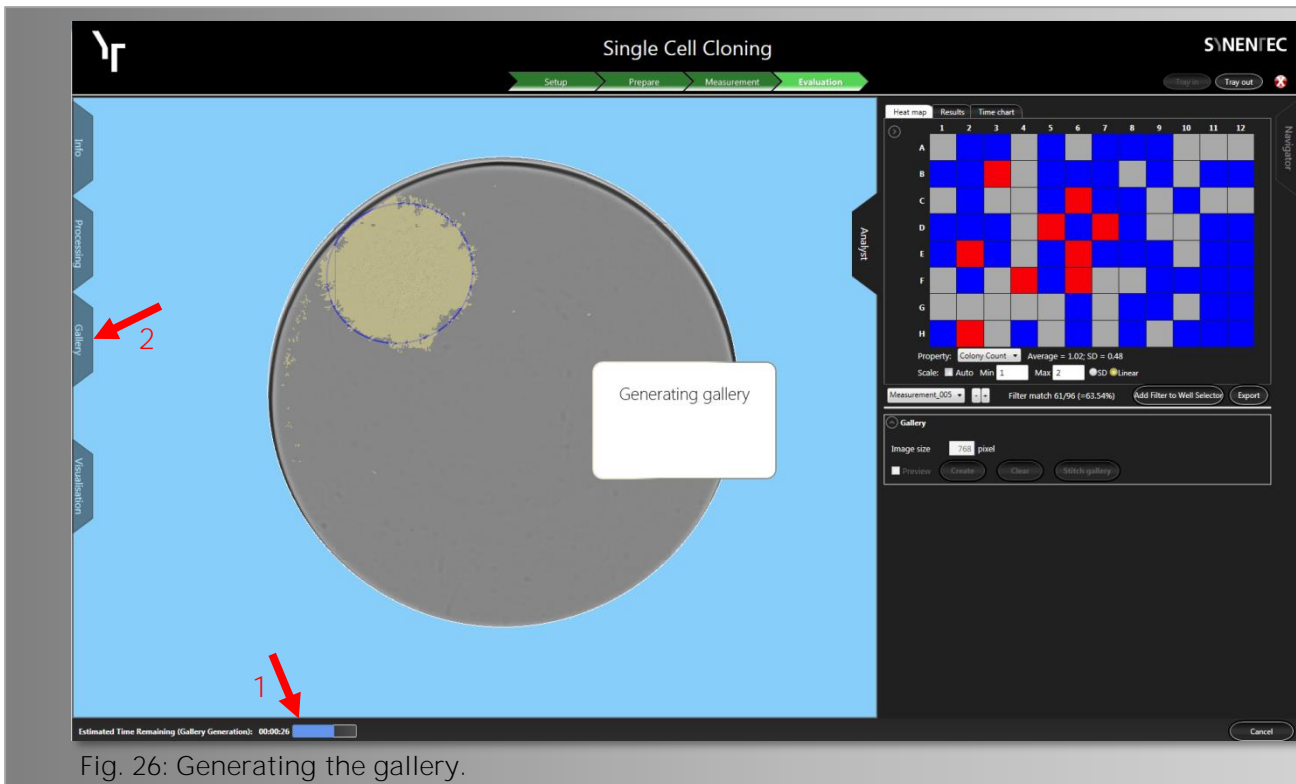 Single Cell Cloning
SYNENTEC
Setup Prepare Measurement Evaluation
Tray in Tray out
Info
Processing
Gallery
Visualisation
2
Generating gallery
Analyst
Navigator
Heat map Results Time chart
1 2 3 4 5 6 7 8 9 10 11 12
A
B
C
D
E
F
G
H
Property: Colony Count Average = 1.02; SD = 0.48
Scale: Auto Min 1 Max 2 SD Linear
Measurement_005 - + Filter match 61/96 (=63.54%) Add Filter to Well Selector Export
Gallery
Image size 768 pixel
Preview Create Clear Stitch gallery
1
Estimated Time Remaining (Gallery Generation): 00:00:26
Cancel
Fig. 26: Generating the gallery.